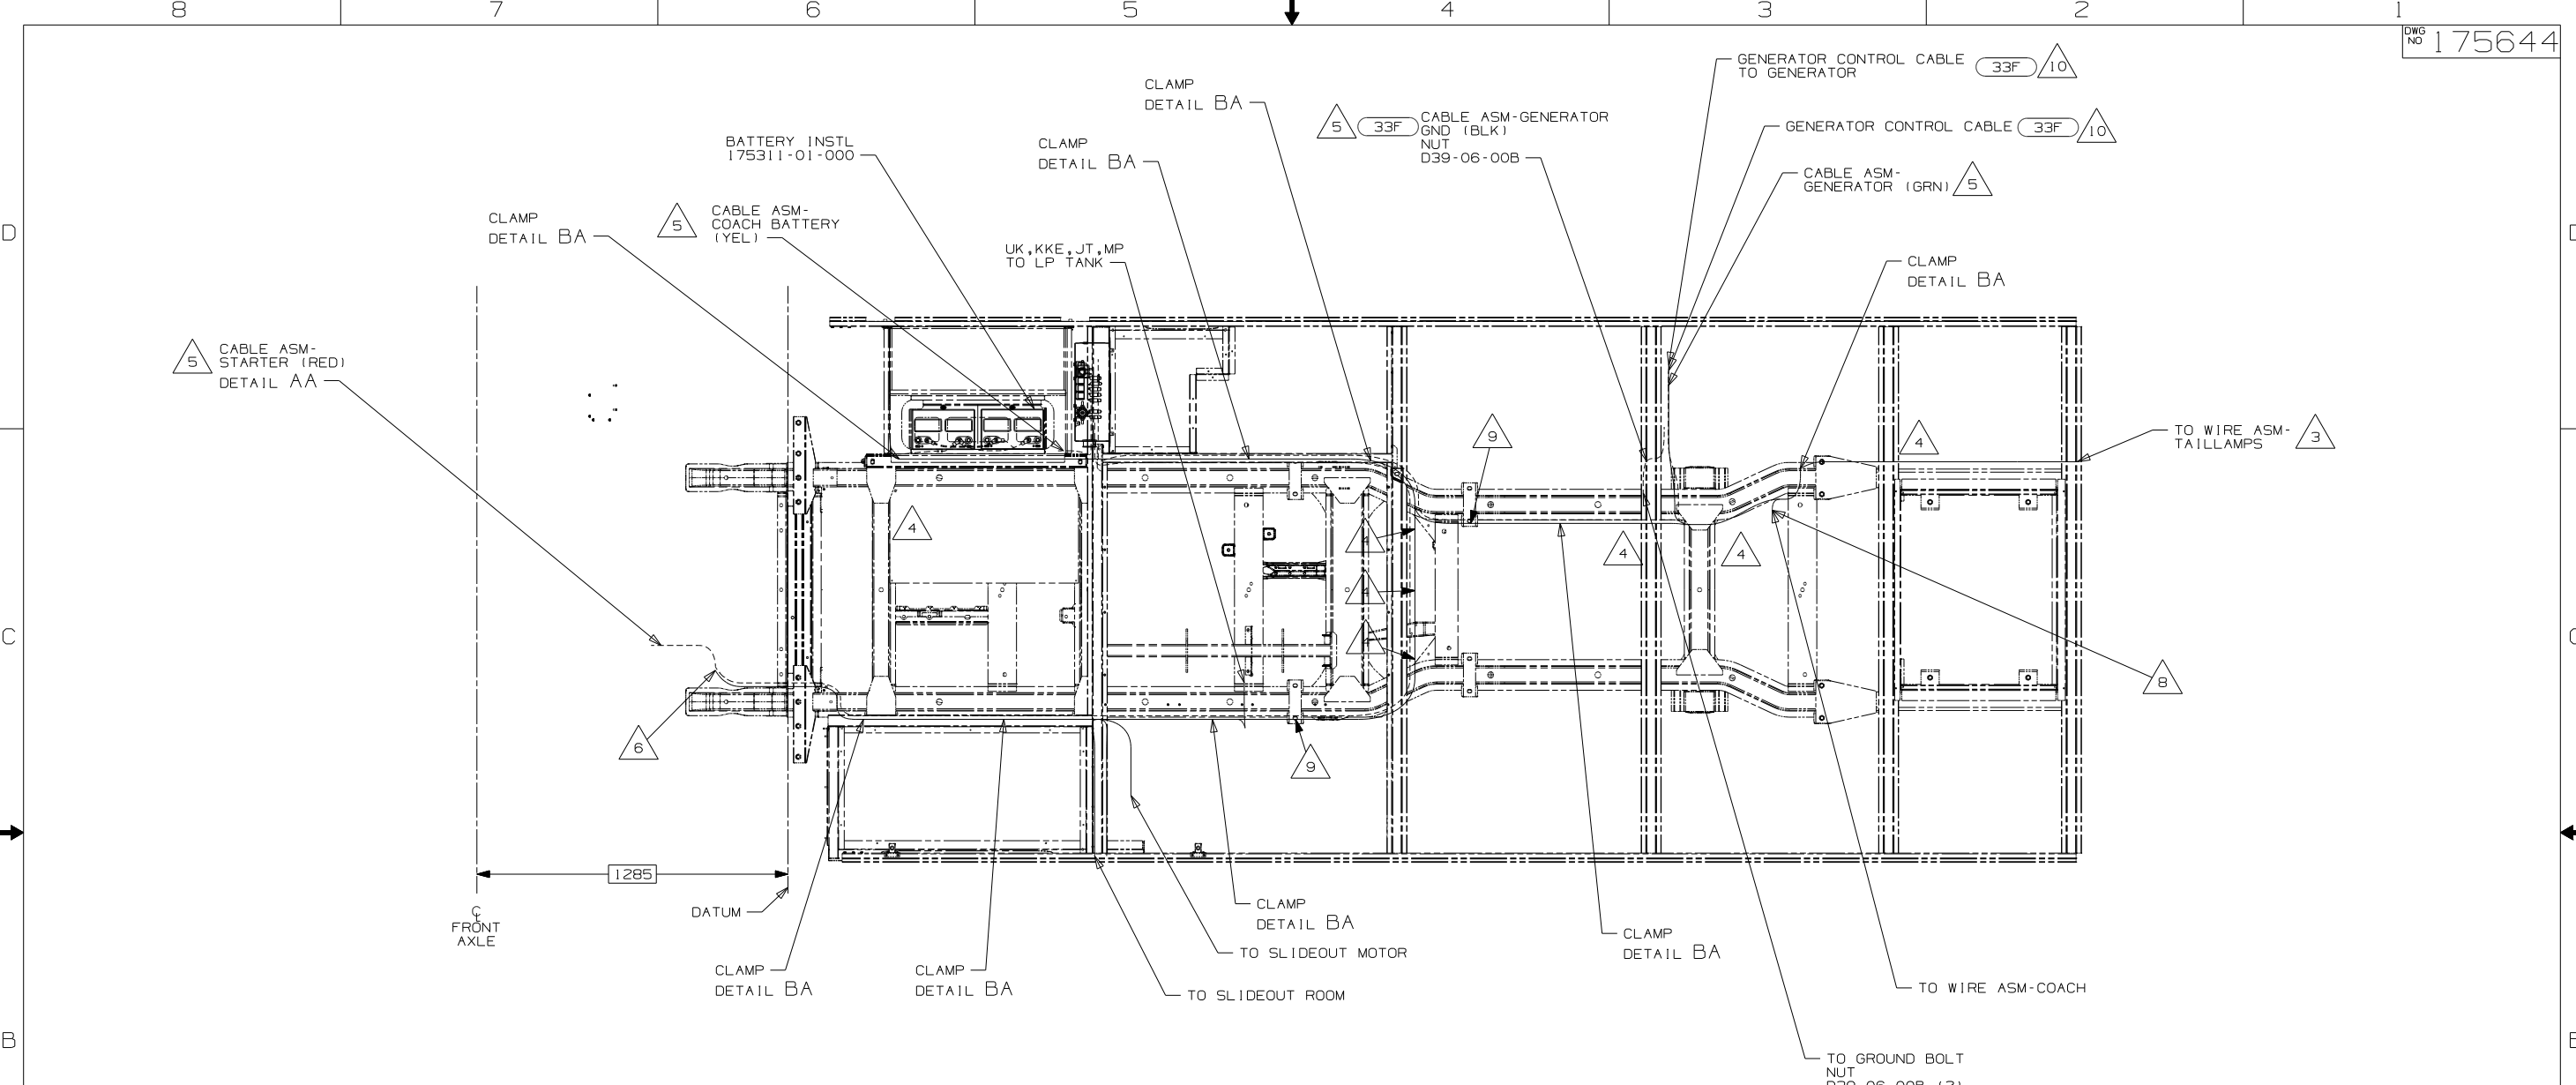 8 7 6 5 4 3 2 1
DWG NO 175644
GENERATOR CONTROL CABLE
TO GENERATOR
33F 10
CLAMP
DETAIL BA
5 33F
CABLE ASM-GENERATOR
GND (BLK)
NUT
D39-06-00B
GENERATOR CONTROL CABLE 33F 10
BATTERY INSTL
175311-01-000
CLAMP
DETAIL BA
CABLE ASM-
GENERATOR (GRN) 5
CLAMP
DETAIL BA
5
CABLE ASM-
COACH BATTERY
(YEL)
D
UK,KKE,JT,MP
TO LP TANK
CLAMP
DETAIL BA
5
CABLE ASM-
STARTER (RED)
DETAIL AA
9
4
TO WIRE ASM-
TAILLAMPS
3
4
4
4
4
4
4
C
8
6
9
1285
DATUM
CL
FRONT
AXLE
CLAMP
DETAIL BA
CLAMP
DETAIL BA
TO SLIDEOUT MOTOR
CLAMP
DETAIL BA
CLAMP
DETAIL BA
TO SLIDEOUT ROOM
TO WIRE ASM-COACH
B
TO GROUND BOLT
NUT